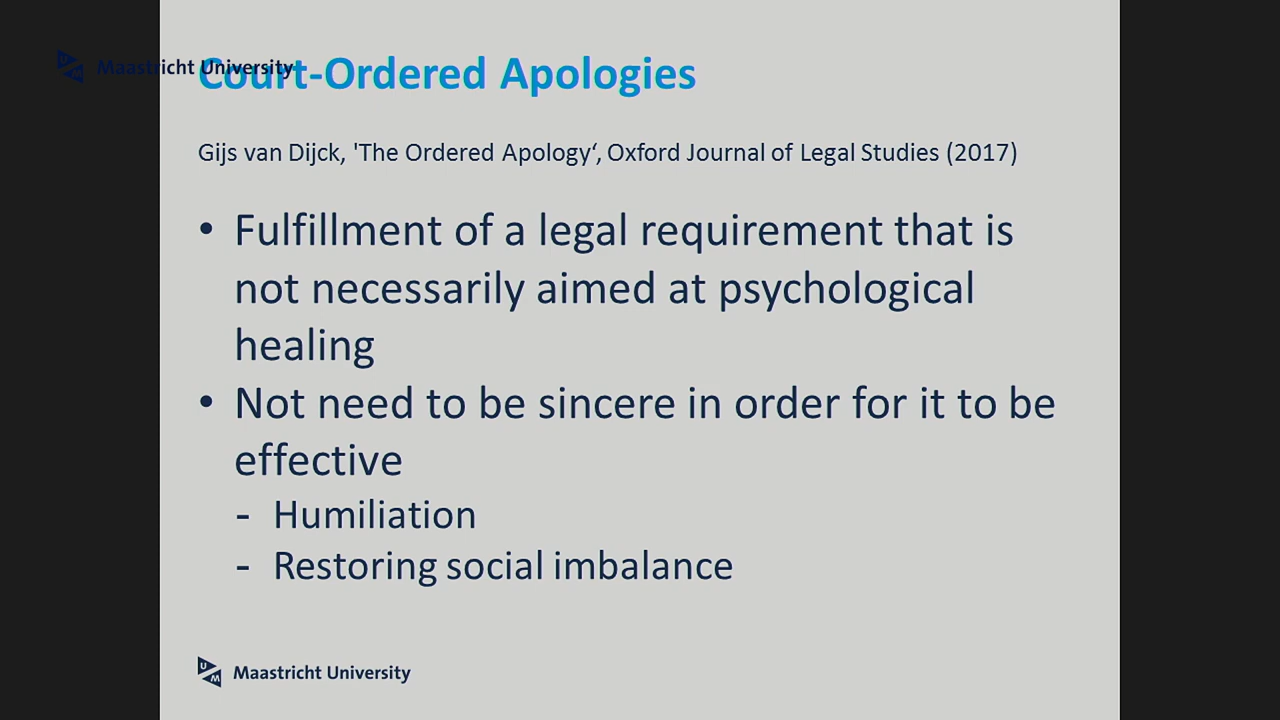 Maastricht University
Court-Ordered Apologies
Gijs van Dijck, 'The Ordered Apology‘, Oxford Journal of Legal Studies (2017)
• Fulfillment of a legal requirement that is
not necessarily aimed at psychological
healing
• Not need to be sincere in order for it to be
effective
- Humiliation
- Restoring social imbalance
UM Maastricht University